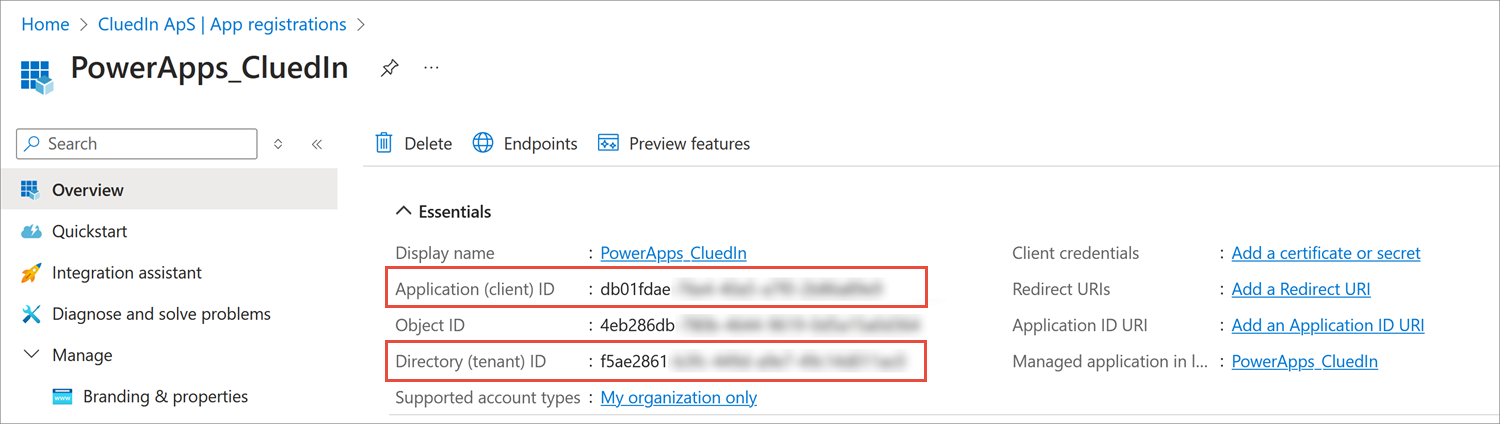 Home > CluedIn ApS | App registrations >
PowerApps_CluedIn
Search
Delete Endpoints Preview features
Overview
Quickstart
Integration assistant
Diagnose and solve problems
Manage
Branding & properties
Essentials
Display name : PowerApps_CluedIn
Application (client) ID : db01fdae
Object ID : 4eb286db
Directory (tenant) ID : f5ae2861
Supported account types : My organization only
Client credentials : Add a certificate or secret
Redirect URIs : Add a Redirect URI
Application ID URI : Add an Application ID URI
Managed application in l... : PowerApps_CluedIn